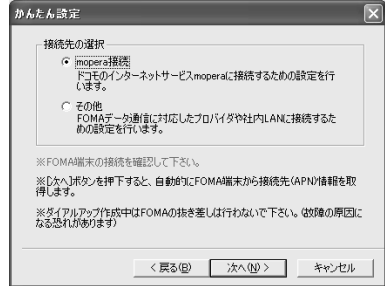 かんたん設定
接続先の選択
mopera接続
ドコモのインターネットサービスmoperaに接続するための設定を行
います。
その他
FOMAデータ通信に対応したプロバイダや社内LANに接続するた
めの設定を行います。
※FOMA端末の接続を確認して下さい。
※[次へ]ボタンを押下すると、自動的にFOMA端末から接続先(APN)情報を取
得します。
※ダイアルアップ作成中はFOMAの抜き差しは行わないで下さい。(故障の原因に
なる恐れがあります)
< 戻る(B)
次へ(N) >
キャンセル